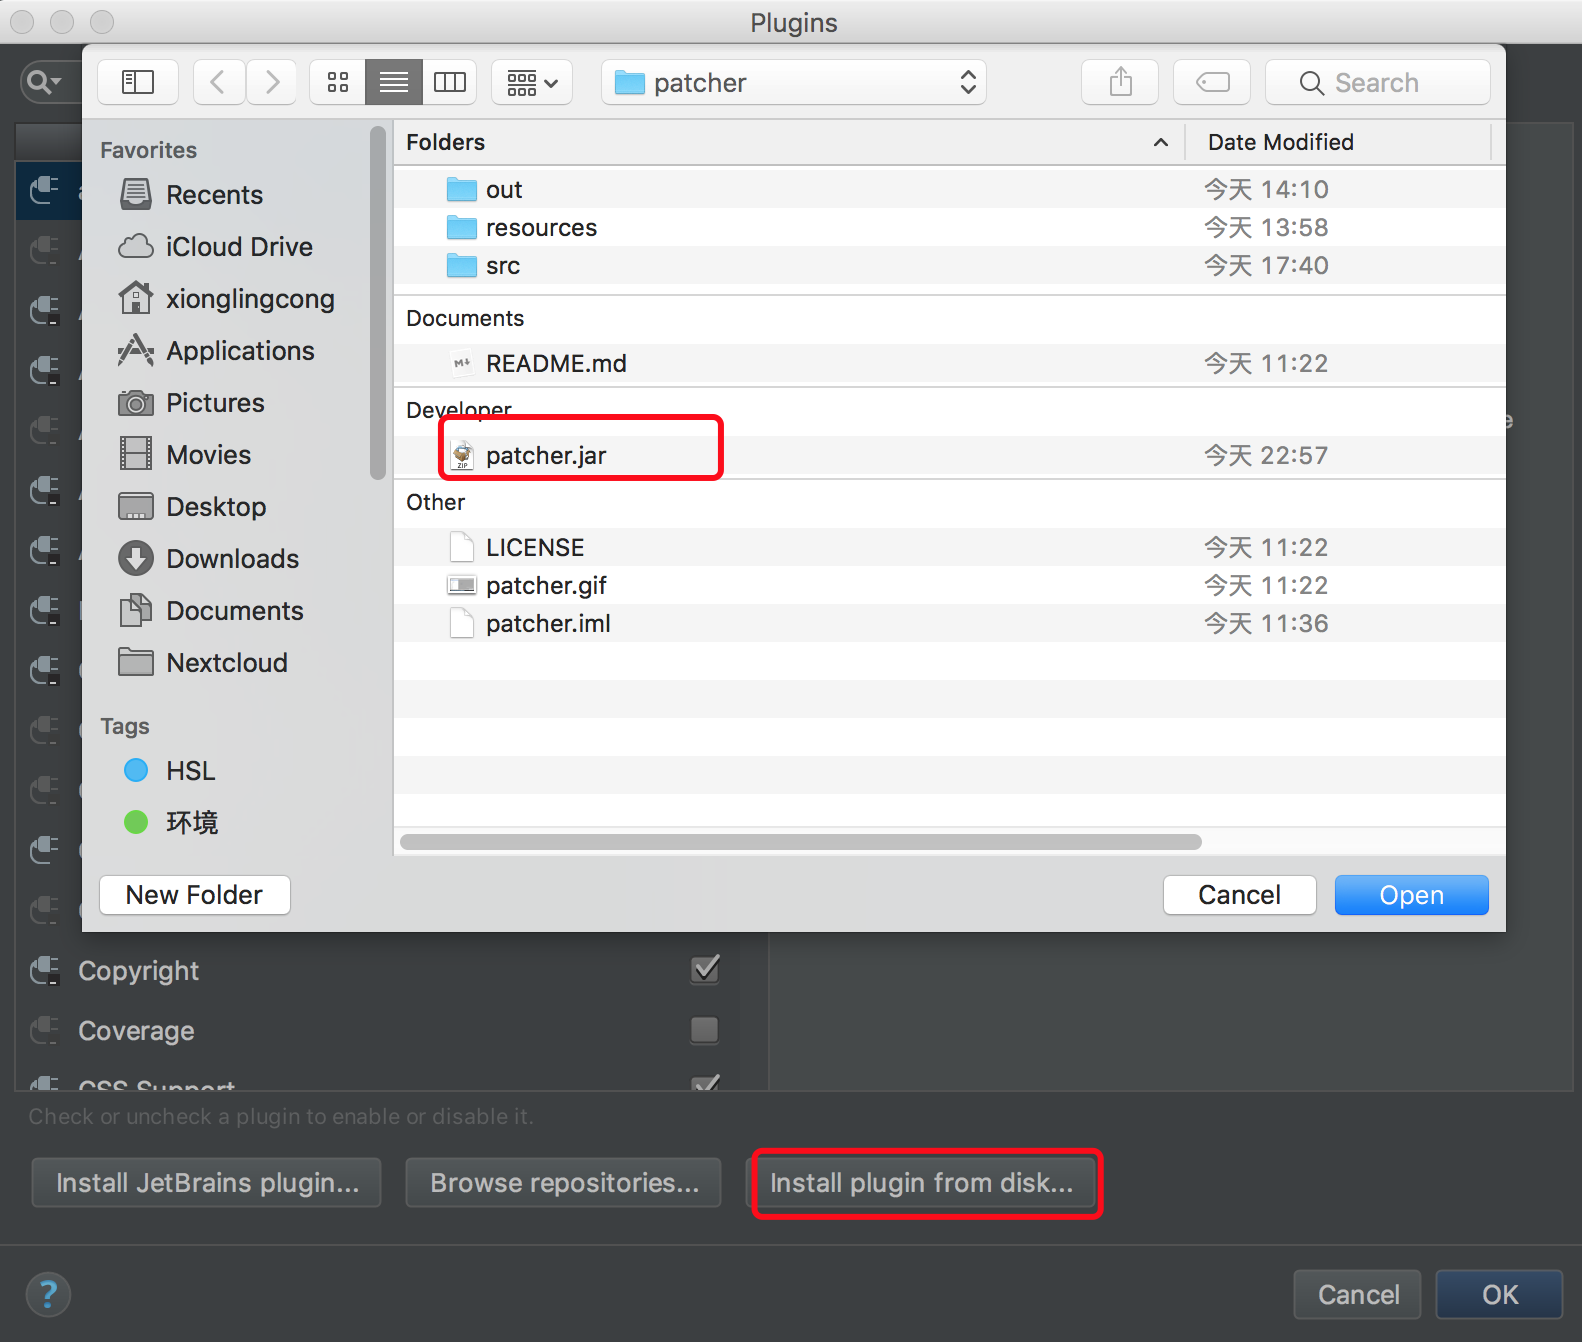 Plugins
patcher
Search
Favorites
Recents
iCloud Drive
xionglingcong
Applications
Pictures
Movies
Desktop
Downloads
Documents
Nextcloud
Tags
HSL
环境
Folders
Date Modified
out
今天 14:10
resources
今天 13:58
src
今天 17:40
Documents
README.md
今天 11:22
Developer
patcher.jar
今天 22:57
Other
LICENSE
今天 11:22
patcher.gif
今天 11:22
patcher.iml
今天 11:36
New Folder
Cancel
Open
Copyright
Coverage
CSS Support
Check or uncheck a plugin to enable or disable it.
Install JetBrains plugin...
Browse repositories...
Install plugin from disk...
?
Cancel
OK